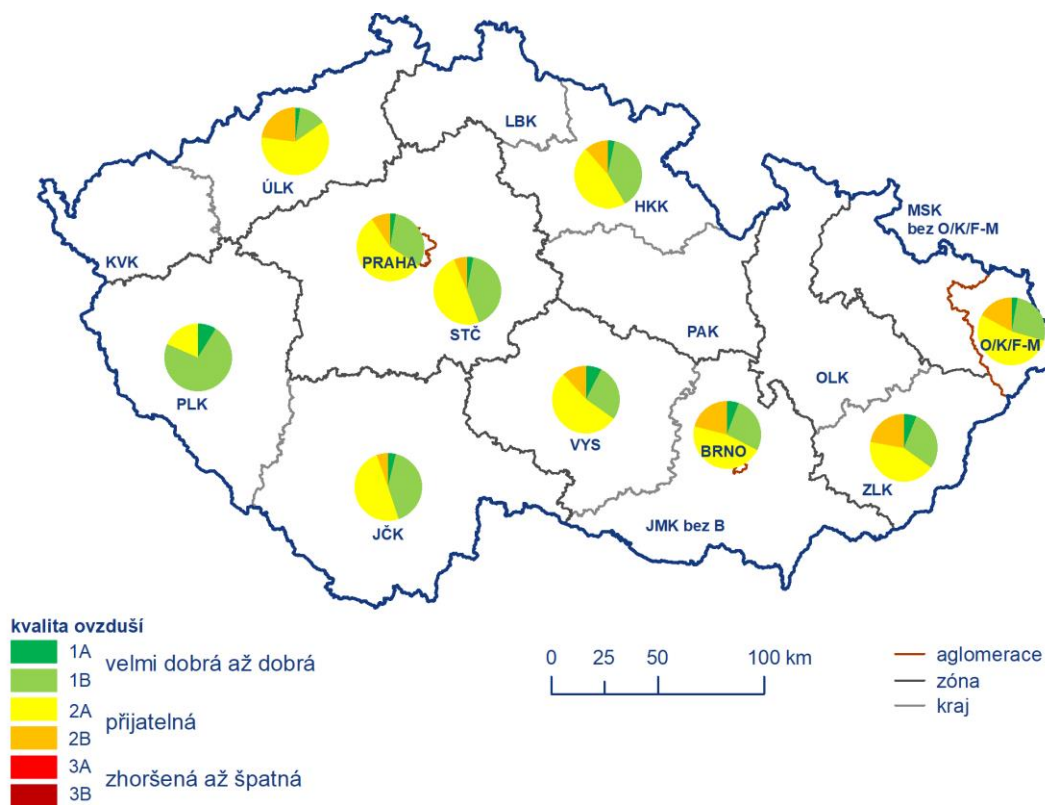 LBK
ÚLK
HKK
MSK
bez O/K/F-M
KVK
PRAHA
STČ
PAK
O/K/F-M
PLK
OLK
VYS
BRNO
ZLK
JČK
JMK bez B
kvalita ovzduší
1A
velmi dobrá až dobrá
1B
2A
přijatelná
2B
3A
zhoršená až špatná
3B
0 25 50 100 km
aglomerace
zóna
kraj